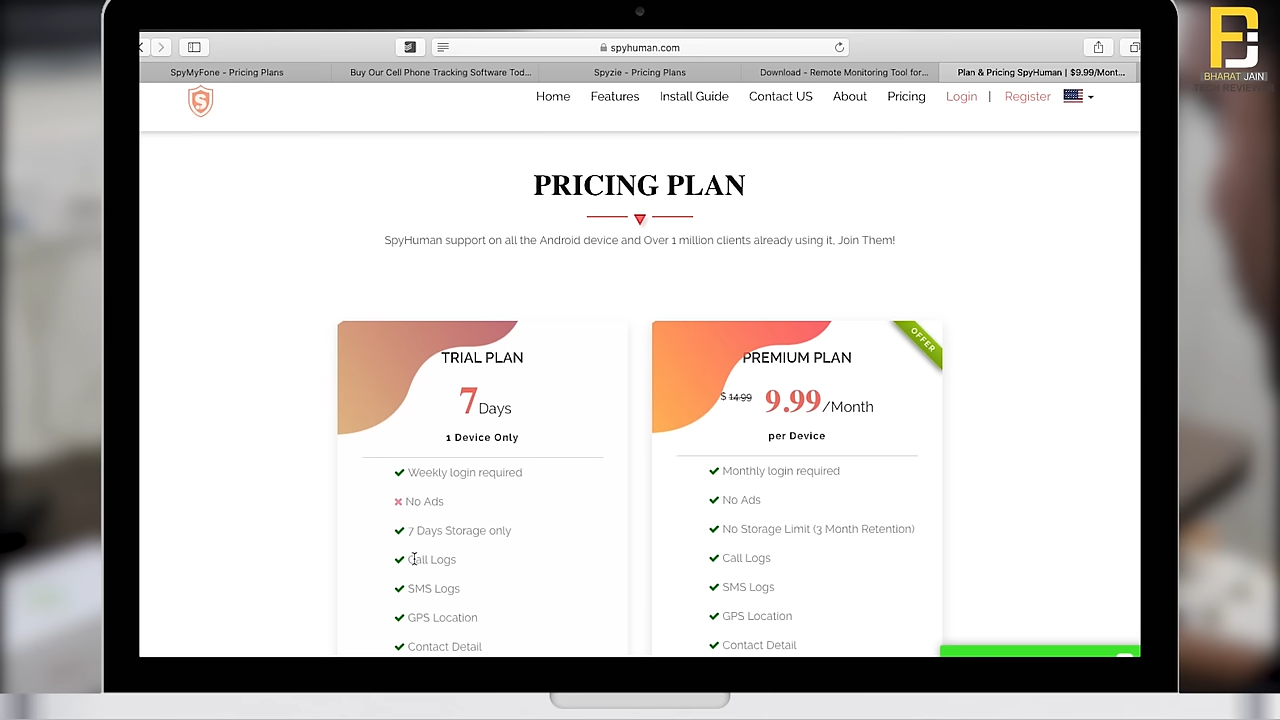 BHARAT JAIN
TECH REVIEWS
spyhuman.com
SpyMyFone - Pricing Plans
Buy Our Cell Phone Tracking Software Tod...
Spyzie - Pricing Plans
Download - Remote Monitoring Tool for...
Plan & Pricing SpyHuman | $9.99/Mont...
Home
Features
Install Guide
Contact US
About
Pricing
Login |
Register
PRICING PLAN
SpyHuman support on all the Android device and Over 1 million clients already using it, Join Them!
TRIAL PLAN
7 Days
1 Device Only
Weekly login required
No Ads
7 Days Storage only
Call Logs
SMS Logs
GPS Location
Contact Detail
OFFER
PREMIUM PLAN
$ 14.99 9.99/Month
per Device
Monthly login required
No Ads
No Storage Limit (3 Month Retention)
Call Logs
SMS Logs
GPS Location
Contact Detail